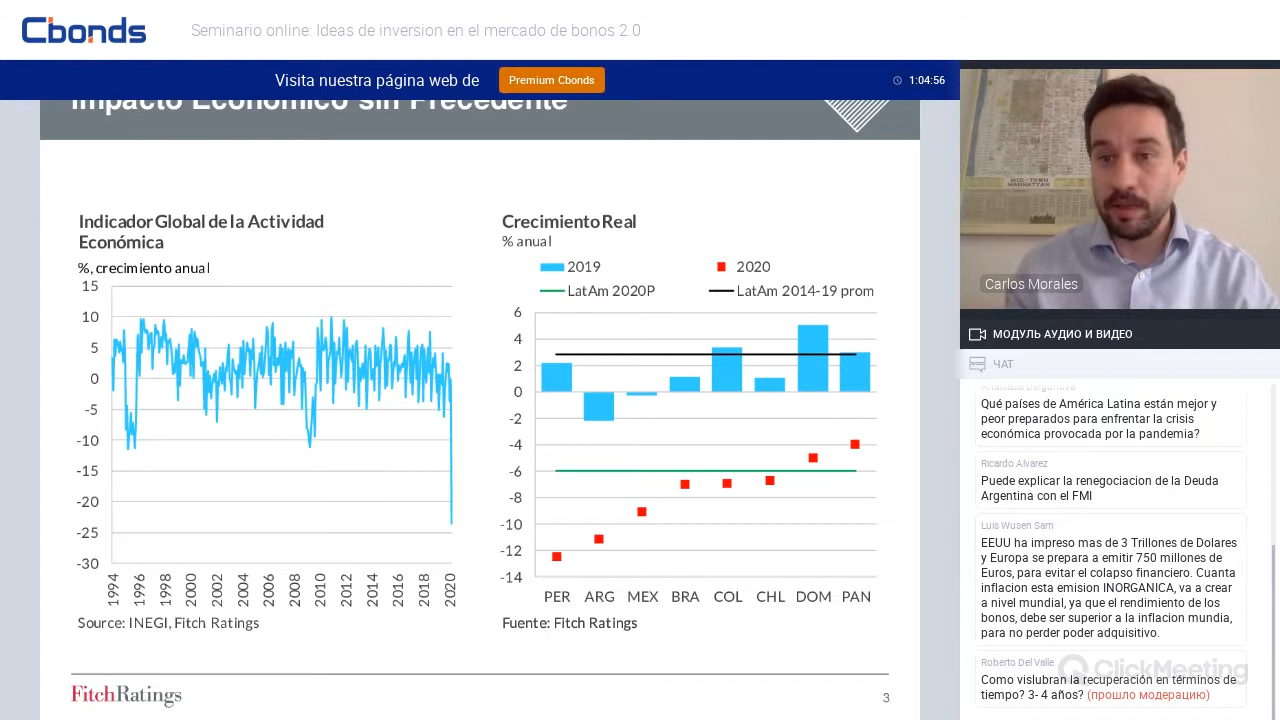 Cbonds
Seminario online: Ideas de inversion en el mercado de bonos 2.0
Visita nuestra página web de
Premium Cbonds
1:04:56
Impacto Económico sin Precedente
Indicador Global de la Actividad
Económica
%, crecimiento anual
15
10
5
0
-5
-10
-15
-20
-25
-30
1994
1996
1998
2000
2002
2004
2006
2008
2010
2012
2014
2016
2018
2020
Source: INEGI, Fitch Ratings
Crecimiento Real
% anual
2019
2020
LatAm 2020P
LatAm 2014-19 prom
6
4
2
0
-2
-4
-6
-8
-10
-12
-14
PER ARG MEX BRA COL CHL DOM PAN
Fuente: Fitch Ratings
FitchRatings
3
MID-TOWN
MANHATTAN
Carlos Morales
МОДУЛЬ АУДИО И ВИДЕО
ЧАТ
Qué países de América Latina están mejor y
peor preparados para enfrentar la crisis
económica provocada por la pandemia?
Ricardo Alvarez
Puede explicar la renegociacion de la Deuda
Argentina con el FMI
Luis Wusen Sam
EEUU ha impreso mas de 3 Trillones de Dolares
y Europa se prepara a emitir 750 millones de
Euros, para evitar el colapso financiero. Cuanta
inflacion esta emision INORGANICA, va a crear
a nivel mundial, ya que el rendimiento de los
bonos, debe ser superior a la inflacion mundia,
para no perder poder adquisitivo.
Roberto Del Valle
Como vislubran la recuperación en términos de
tiempo? 3- 4 años? (прошло модерацию)
ClickMeeting